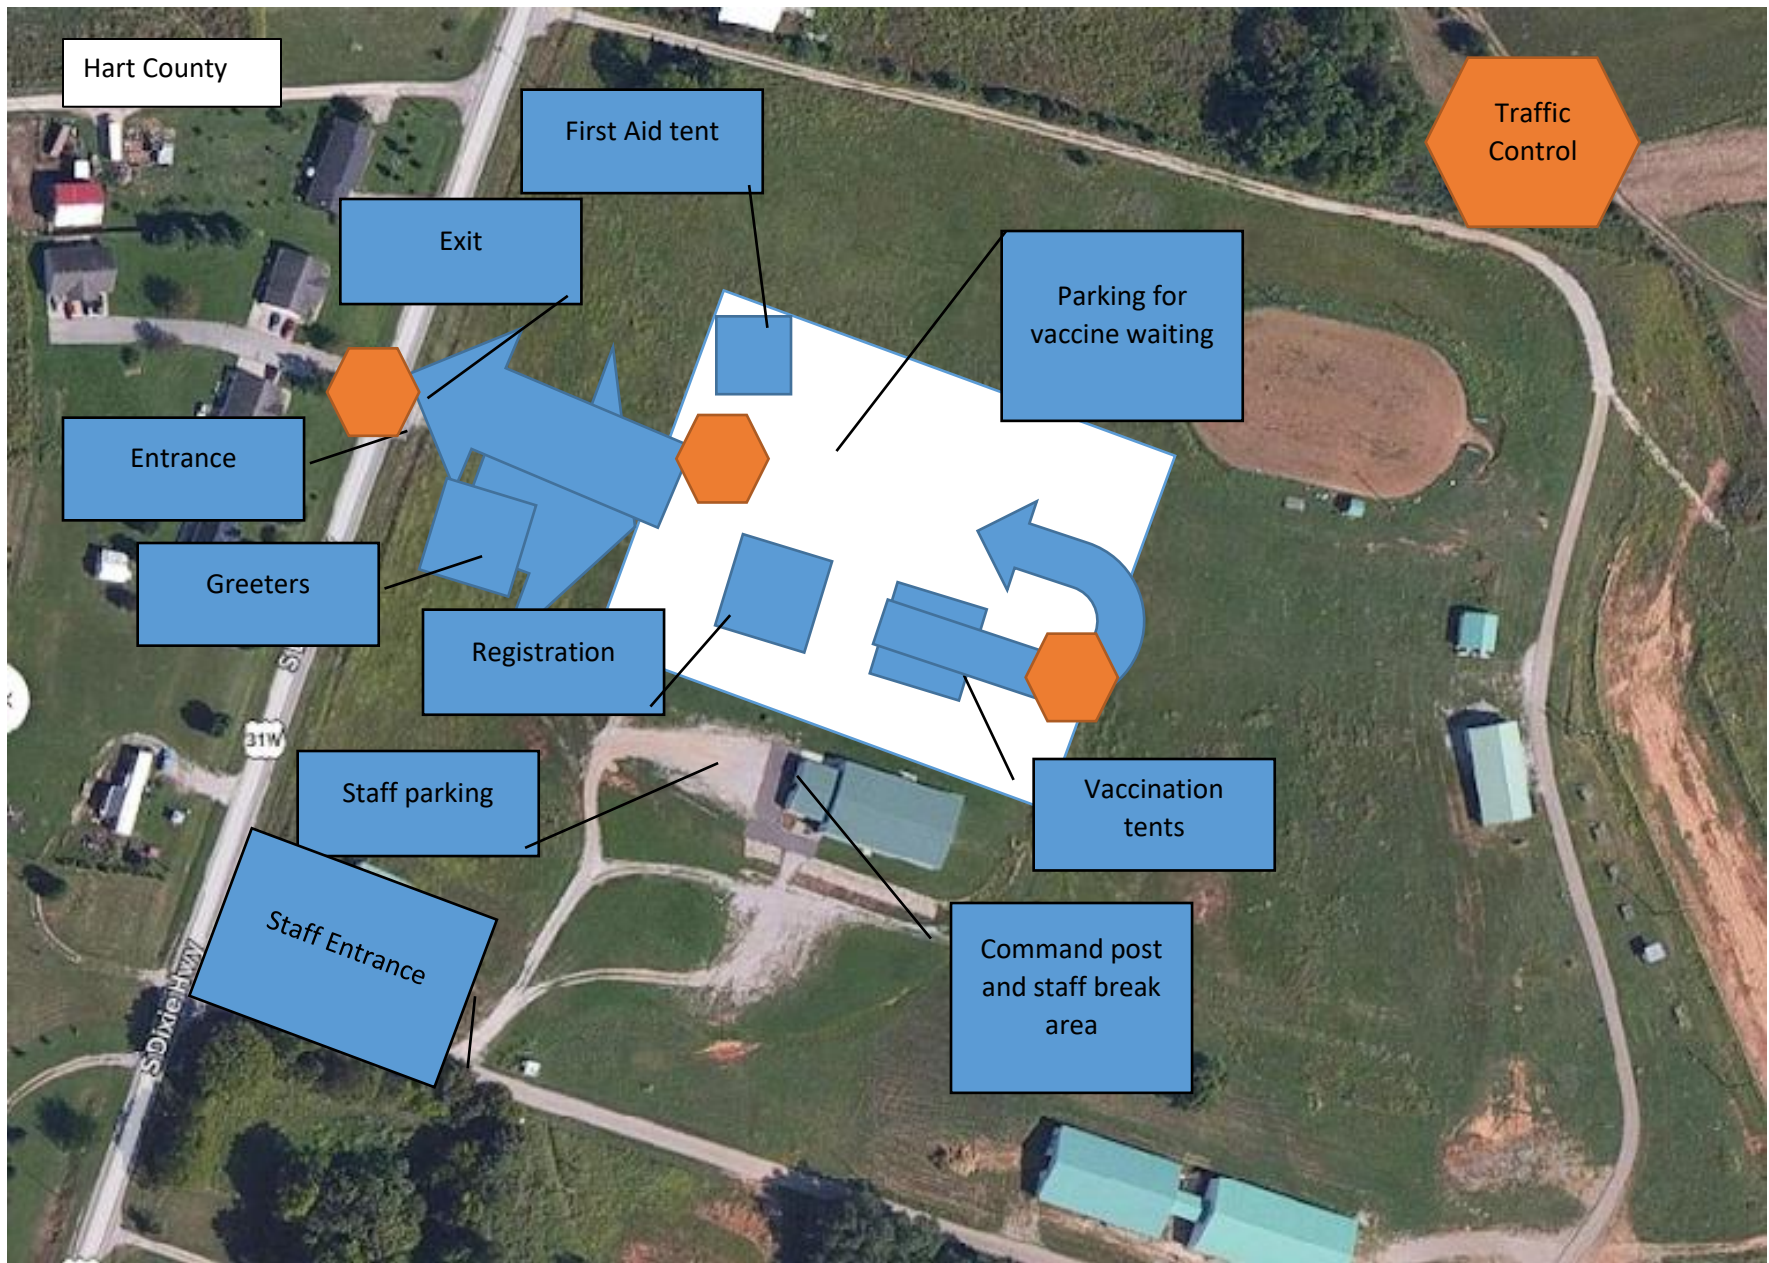 Hart County
First Aid tent
Traffic
Control
Exit
Parking for
vaccine waiting
Entrance
Greeters
Registration
31W
Staff parking
Vaccination
tents
Staff Entrance
Command post
and staff break
area
S Dixie Hwy